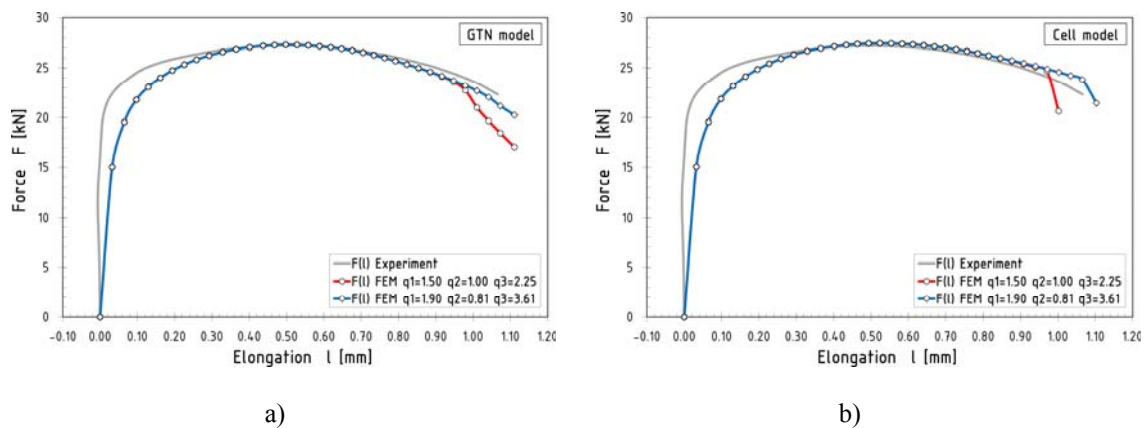 GTN model
30
25
20
15
10
5
0
Force F [kN]
-0.10 0.00 0.10 0.20 0.30 0.40 0.50 0.60 0.70 0.80 0.90 1.00 1.10 1.20
Elongation l [mm]
F(l) Experiment
F(l) FEM q1=1.50 q2=1.00 q3=2.25
F(l) FEM q1=1.90 q2=0.81 q3=3.61
a)
Cell model
30
25
20
15
10
5
0
Force F [kN]
-0.10 0.00 0.10 0.20 0.30 0.40 0.50 0.60 0.70 0.80 0.90 1.00 1.10 1.20
Elongation l [mm]
F(l) Experiment
F(l) FEM q1=1.50 q2=1.00 q3=2.25
F(l) FEM q1=1.90 q2=0.81 q3=3.61
b)